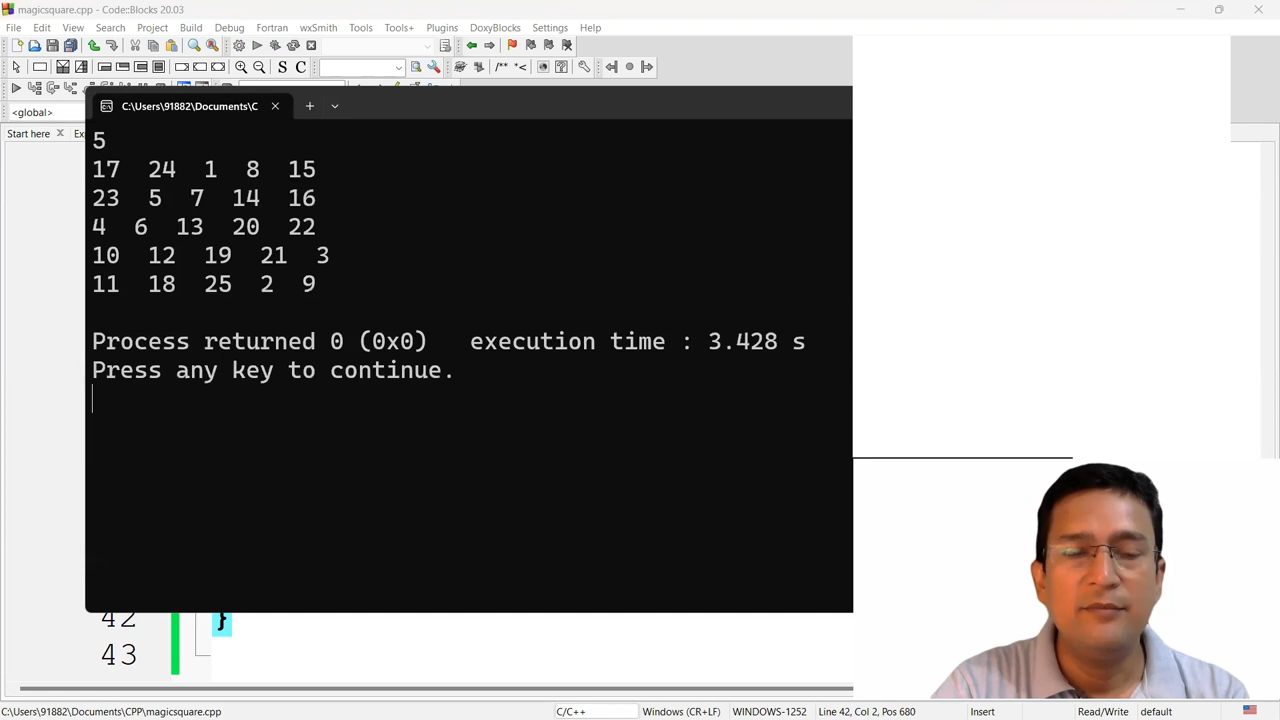 magicsquare.cpp - Code::Blocks 20.03
File Edit View Search Project Build Debug Fortran wxSmith Tools Tools+ Plugins DoxyBlocks Settings Help
S C
/** *<
<global>
C:\Users\91882\Documents\C
Start here
5
17 24 1 8 15
23 5 7 14 16
4 6 13 20 22
10 12 19 21 3
11 18 25 2 9
Process returned 0 (0x0) execution time : 3.428 s
Press any key to continue.
42 }
43
C:\Users\91882\Documents\CPP\magicsquare.cpp C/C++ Windows (CR+LF) WINDOWS-1252 Line 42, Col 2, Pos 680 Insert Read/Write default